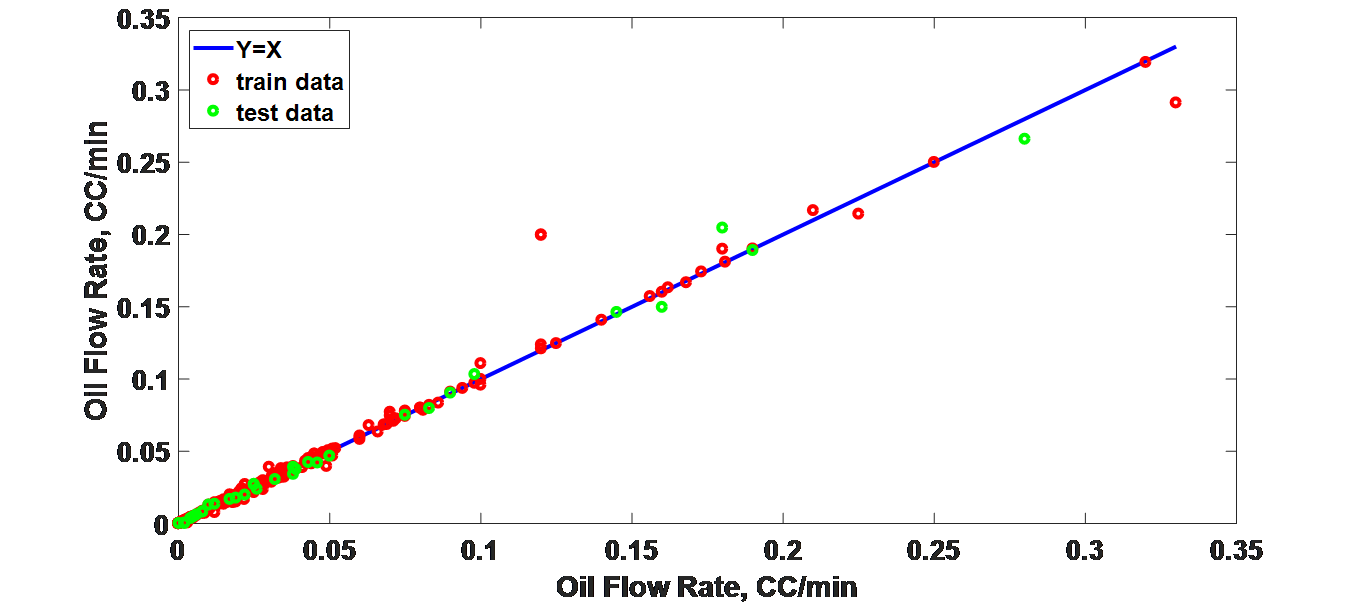 0.35
0.3
0.25
0.2
0.15
0.1
0.05
0
Oil Flow Rate, CC/min
Y=X
train data
test data
0 0.05 0.1 0.15 0.2 0.25 0.3 0.35
Oil Flow Rate, CC/min